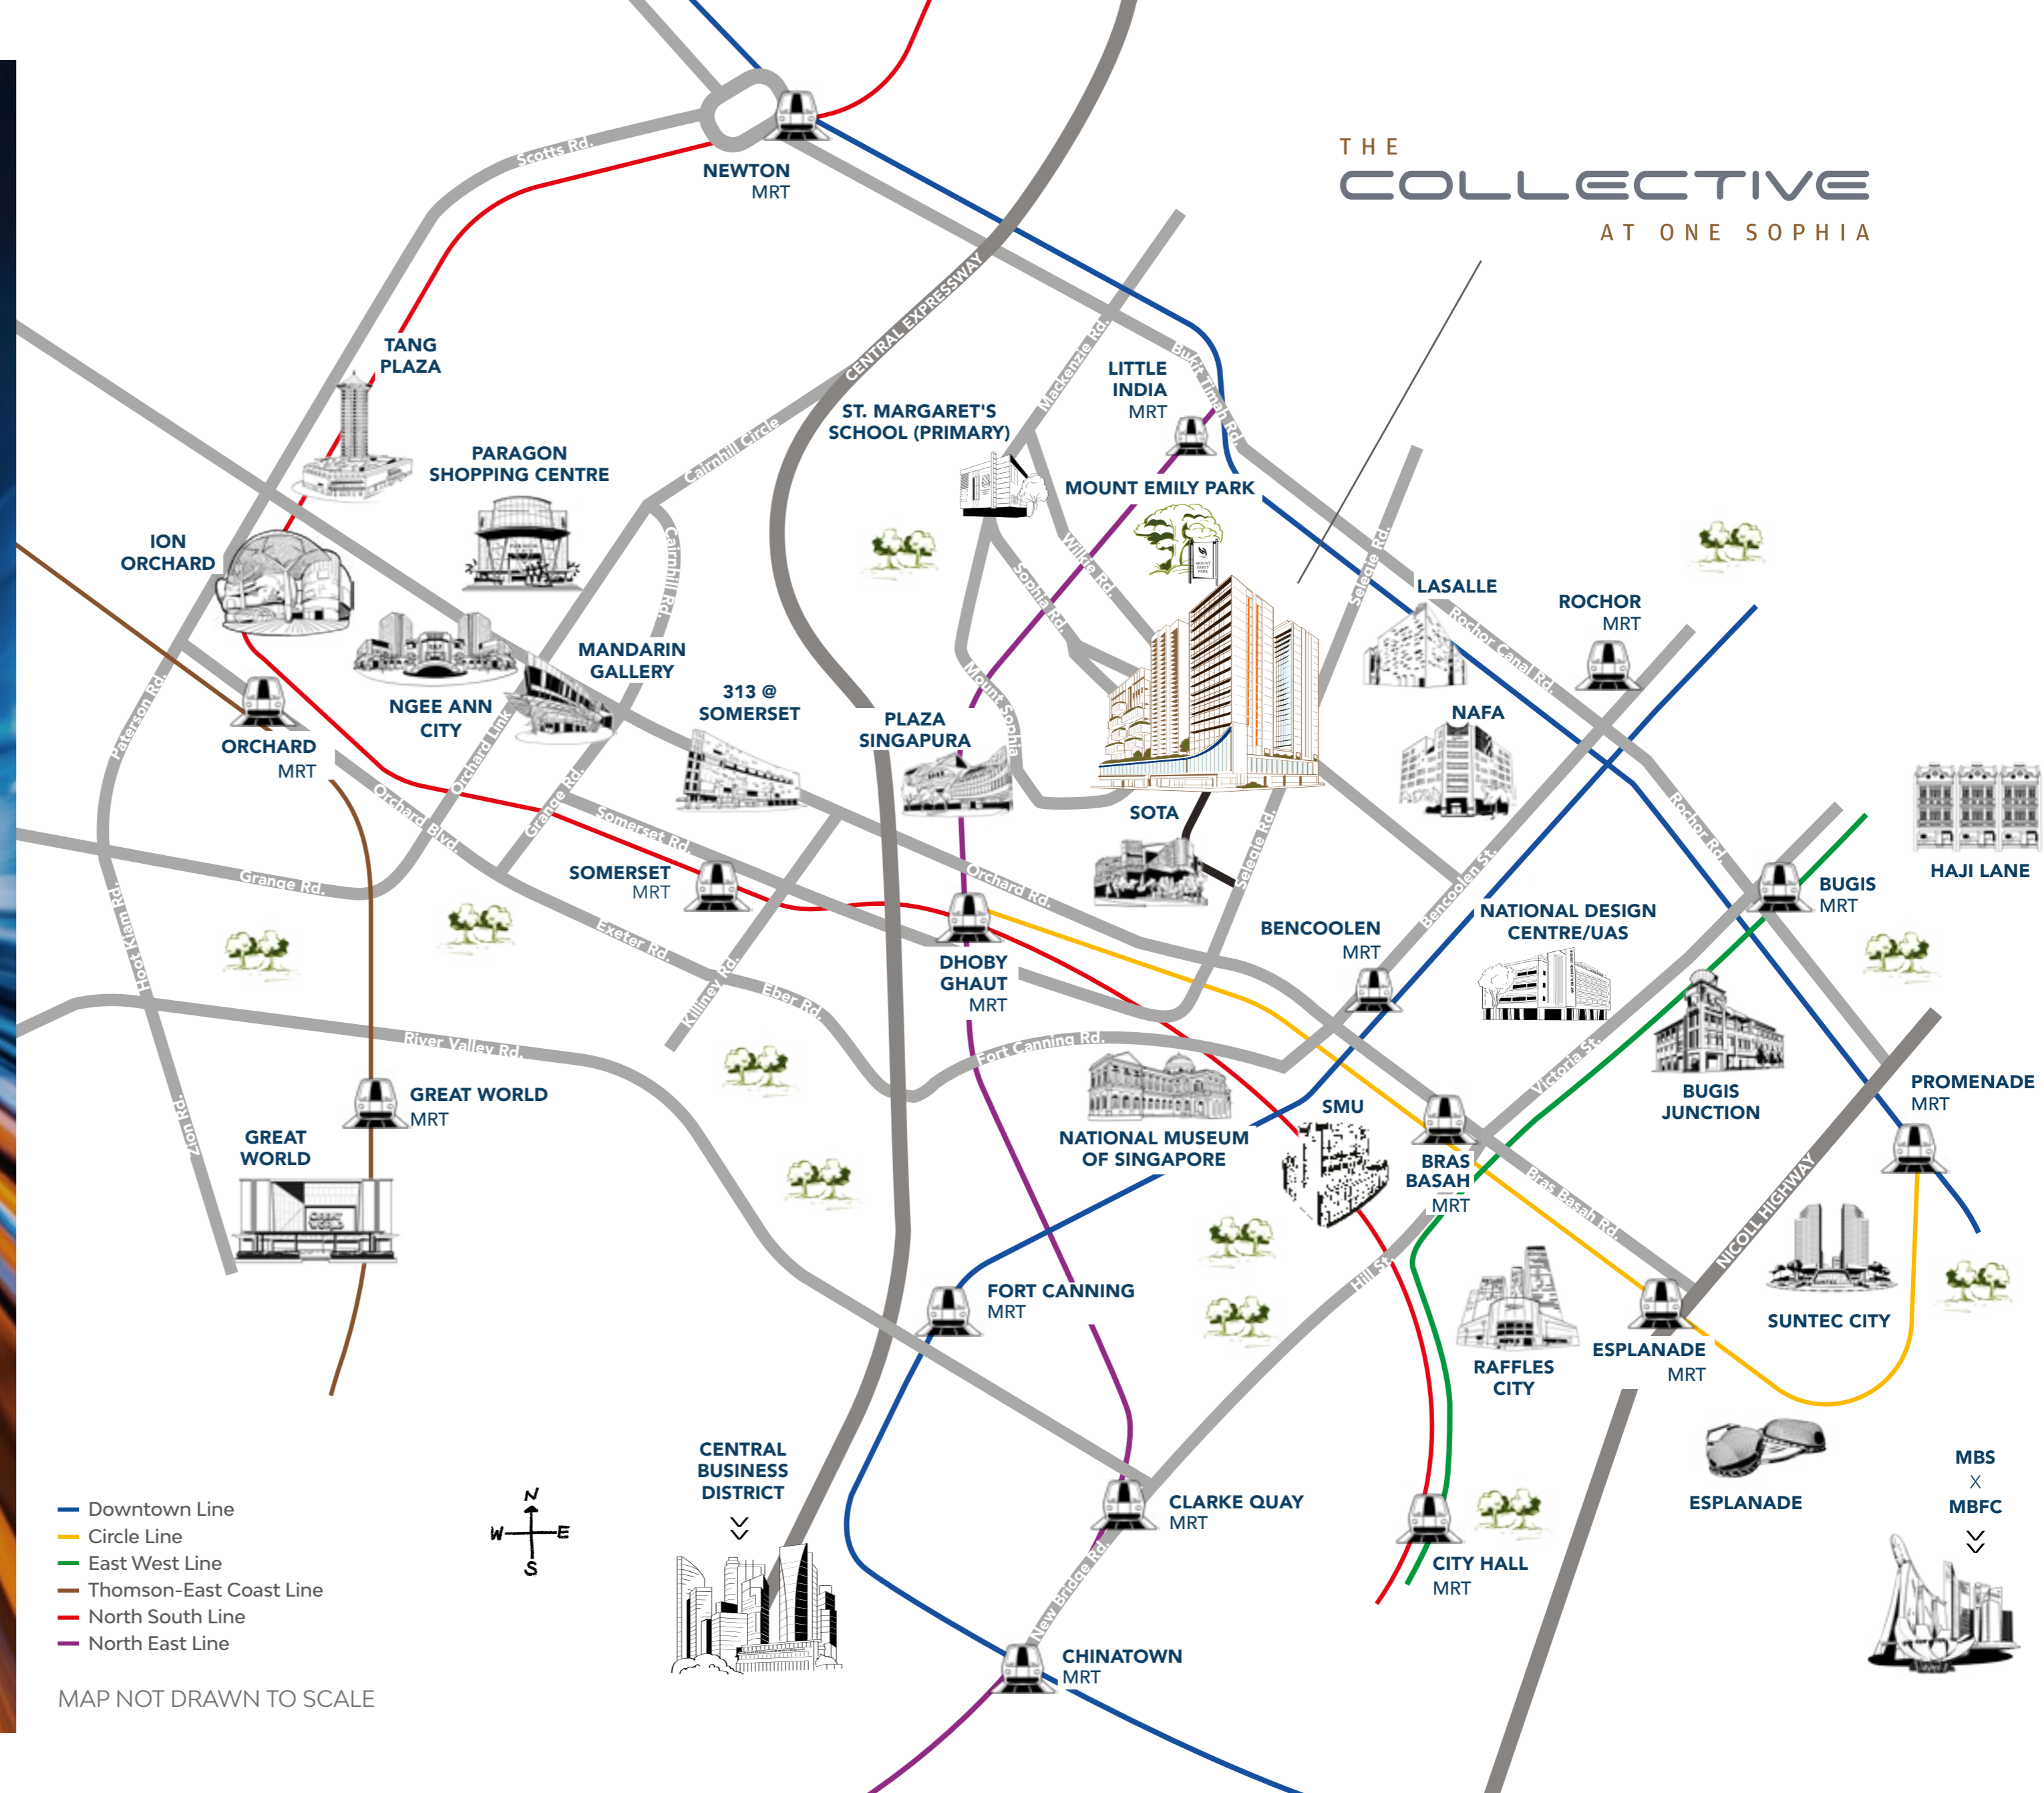 THE
COLLECTIVE
AT ONE SOPHIA
Scotts Rd.
NEWTON
MRT
CENTRAL EXPRESSWAY
TANG
PLAZA
Mackenzie Rd.
Bukit Timah Rd.
LITTLE
INDIA
MRT
ST. MARGARET'S
SCHOOL (PRIMARY)
Cairnhill Circle
PARAGON
SHOPPING CENTRE
MOUNT EMILY PARK
MOUNT
EMILY
PARK
ION
ORCHARD
Cairnhill Rd.
Wilkie Rd.
Sophia Rd.
Selegie Rd.
LASALLE
ROCHOR
MRT
Rochor Canal Rd.
MANDARIN
GALLERY
Paterson Rd.
NGEE ANN
CITY
Orchard Link
313 @
SOMERSET
PLAZA
SINGAPURA
Mount Sophia
NAFA
ORCHARD
MRT
Orchard Blvd.
Grange Rd.
Somerset Rd.
SOTA
Rochor Rd.
HAJI LANE
Grange Rd.
SOMERSET
MRT
Orchard Rd.
Selegie Rd.
Bencoolen St.
BUGIS
MRT
Hoot Kiam Rd.
Exeter Rd.
BENCOOLEN
MRT
NATIONAL DESIGN
CENTRE/UAS
DHOBY
GHAUT
MRT
Killiney Rd.
Eber Rd.
River Valley Rd.
Fort Canning Rd.
Victoria St.
BUGIS
JUNCTION
PROMENADE
MRT
Zion Rd.
GREAT WORLD
MRT
GREAT
WORLD
GREAT
WORLD
NATIONAL MUSEUM
OF SINGAPORE
SMU
BRAS
BASAH
MRT
Bras Basah Rd.
NICOLL HIGHWAY
Hill St.
SUNTEC CITY
FORT CANNING
MRT
RAFFLES
CITY
ESPLANADE
MRT
CENTRAL
BUSINESS
DISTRICT
CLARKE QUAY
MRT
ESPLANADE
MBS
X
MBFC
CITY HALL
MRT
New Bridge Rd.
CHINATOWN
MRT
Downtown Line
Circle Line
East West Line
Thomson-East Coast Line
North South Line
North East Line
N
W E
S
MAP NOT DRAWN TO SCALE